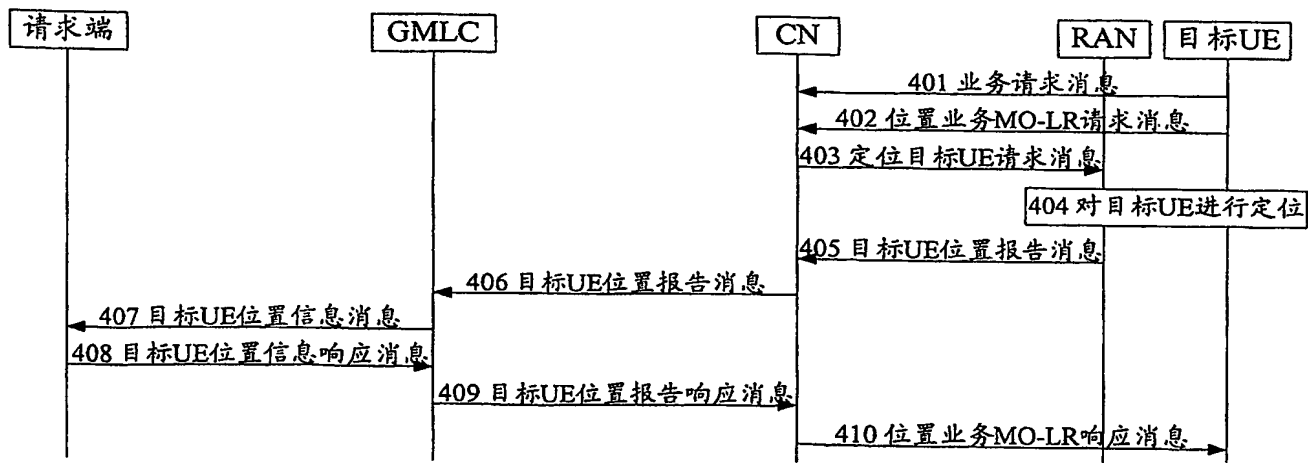 请求端
GMLC
CN
RAN
目标UE
401 业务请求消息
402 位置业务MO-LR请求消息
403 定位目标UE请求消息
404 对目标UE进行定位
405 目标UE位置报告消息
406 目标UE位置报告消息
407 目标UE位置信息消息
408 目标UE位置信息响应消息
409 目标UE位置报告响应消息
410 位置业务MO-LR响应消息